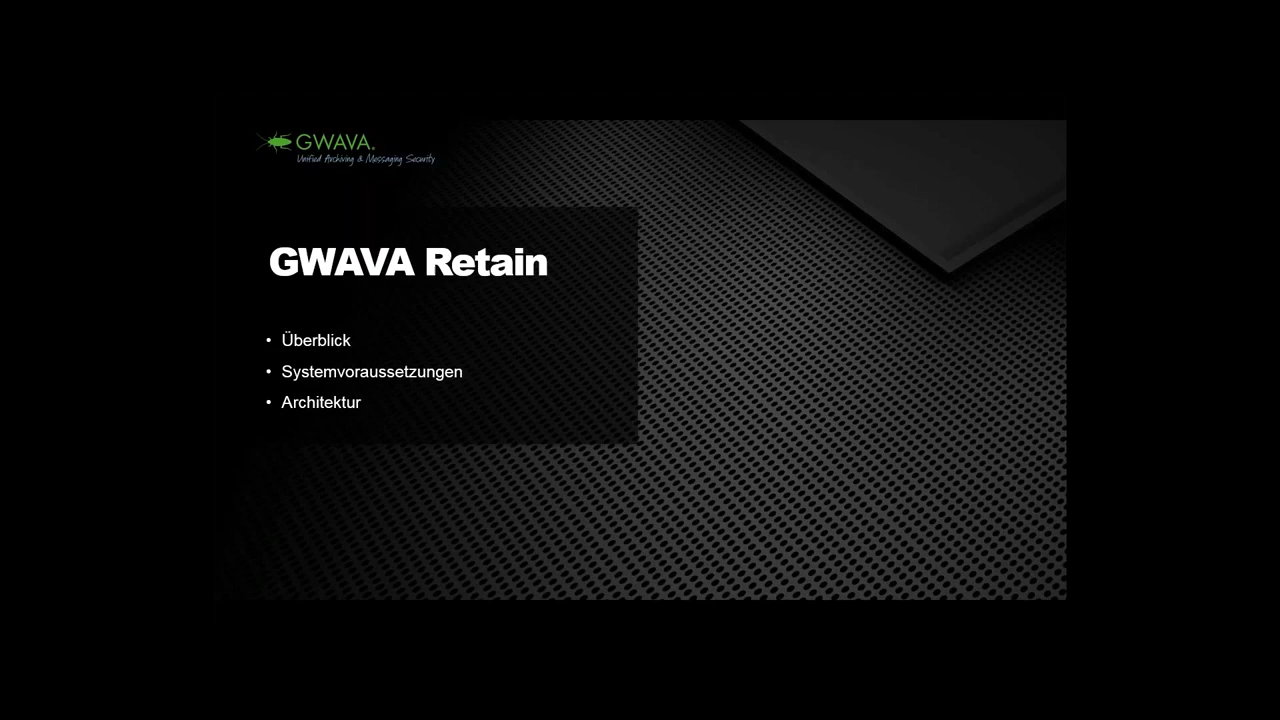 GWAVA.
Unified Archiving & Messaging Security
GWAVA Retain
• Überblick
• Systemvoraussetzungen
• Architektur